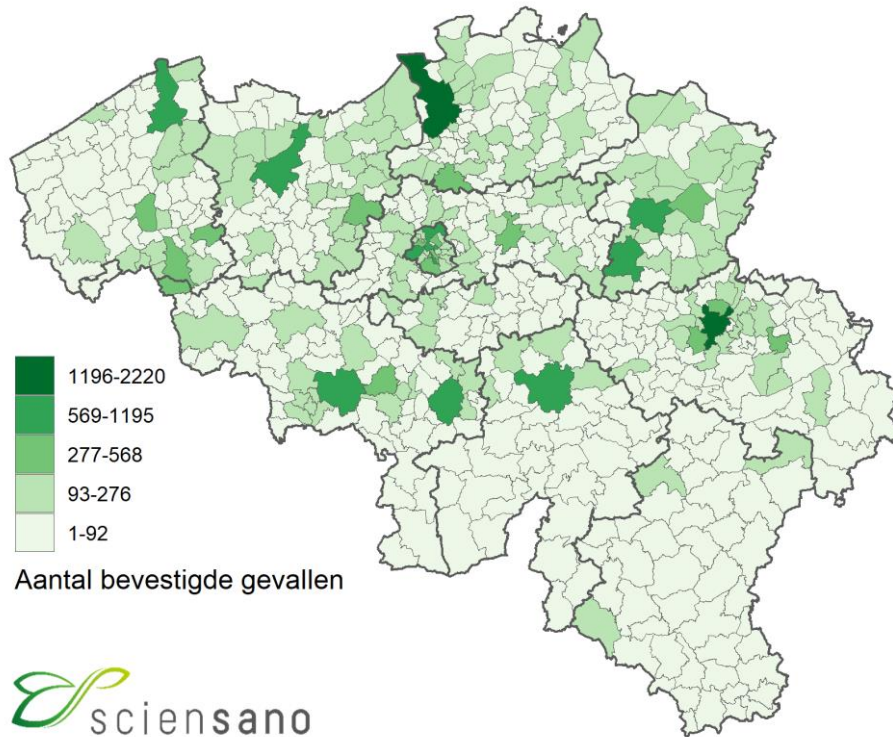 1196-2220
569-1195
277-568
93-276
1-92
Aantal bevestigde gevallen
sciensano